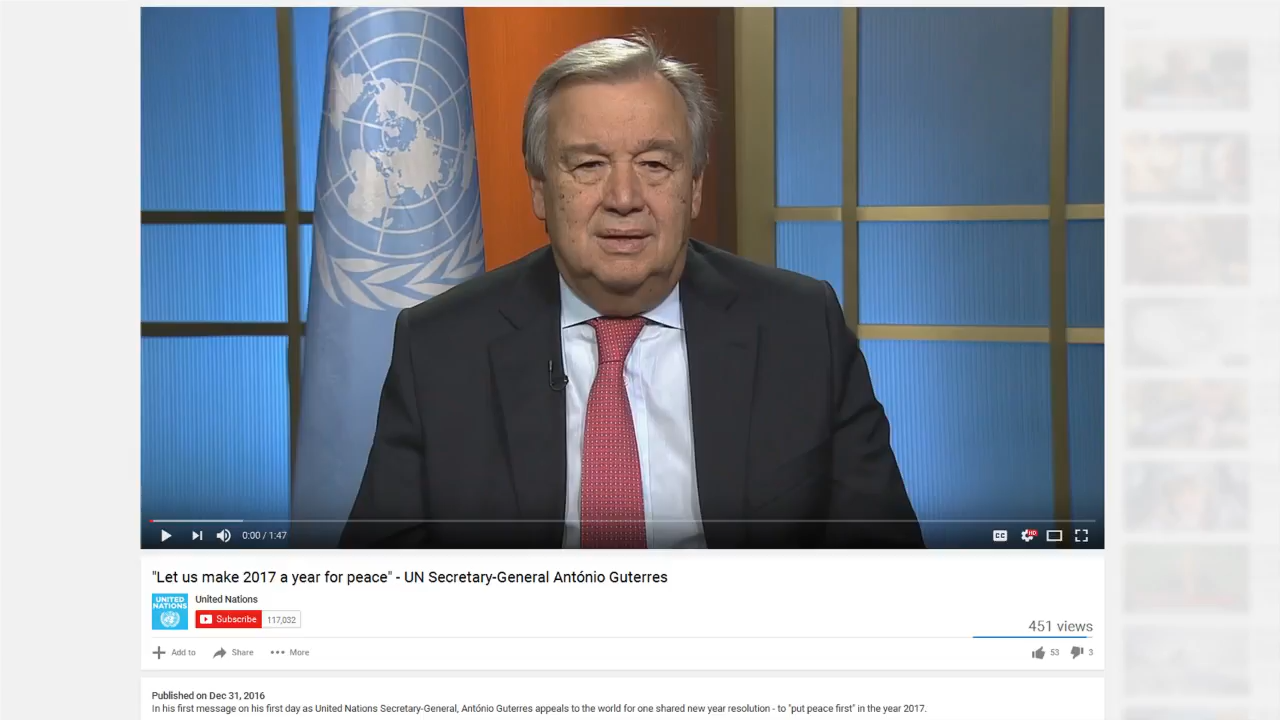 0:00 / 1:47
CC
HD
"Let us make 2017 a year for peace" - UN Secretary-General António Guterres
UNITED
NATIONS
United Nations
Subscribe 117,032
451 views
Add to Share More 53 3
Published on Dec 31, 2016
In his first message on his first day as United Nations Secretary-General, António Guterres appeals to the world for one shared new year resolution - to "put peace first" in the year 2017.